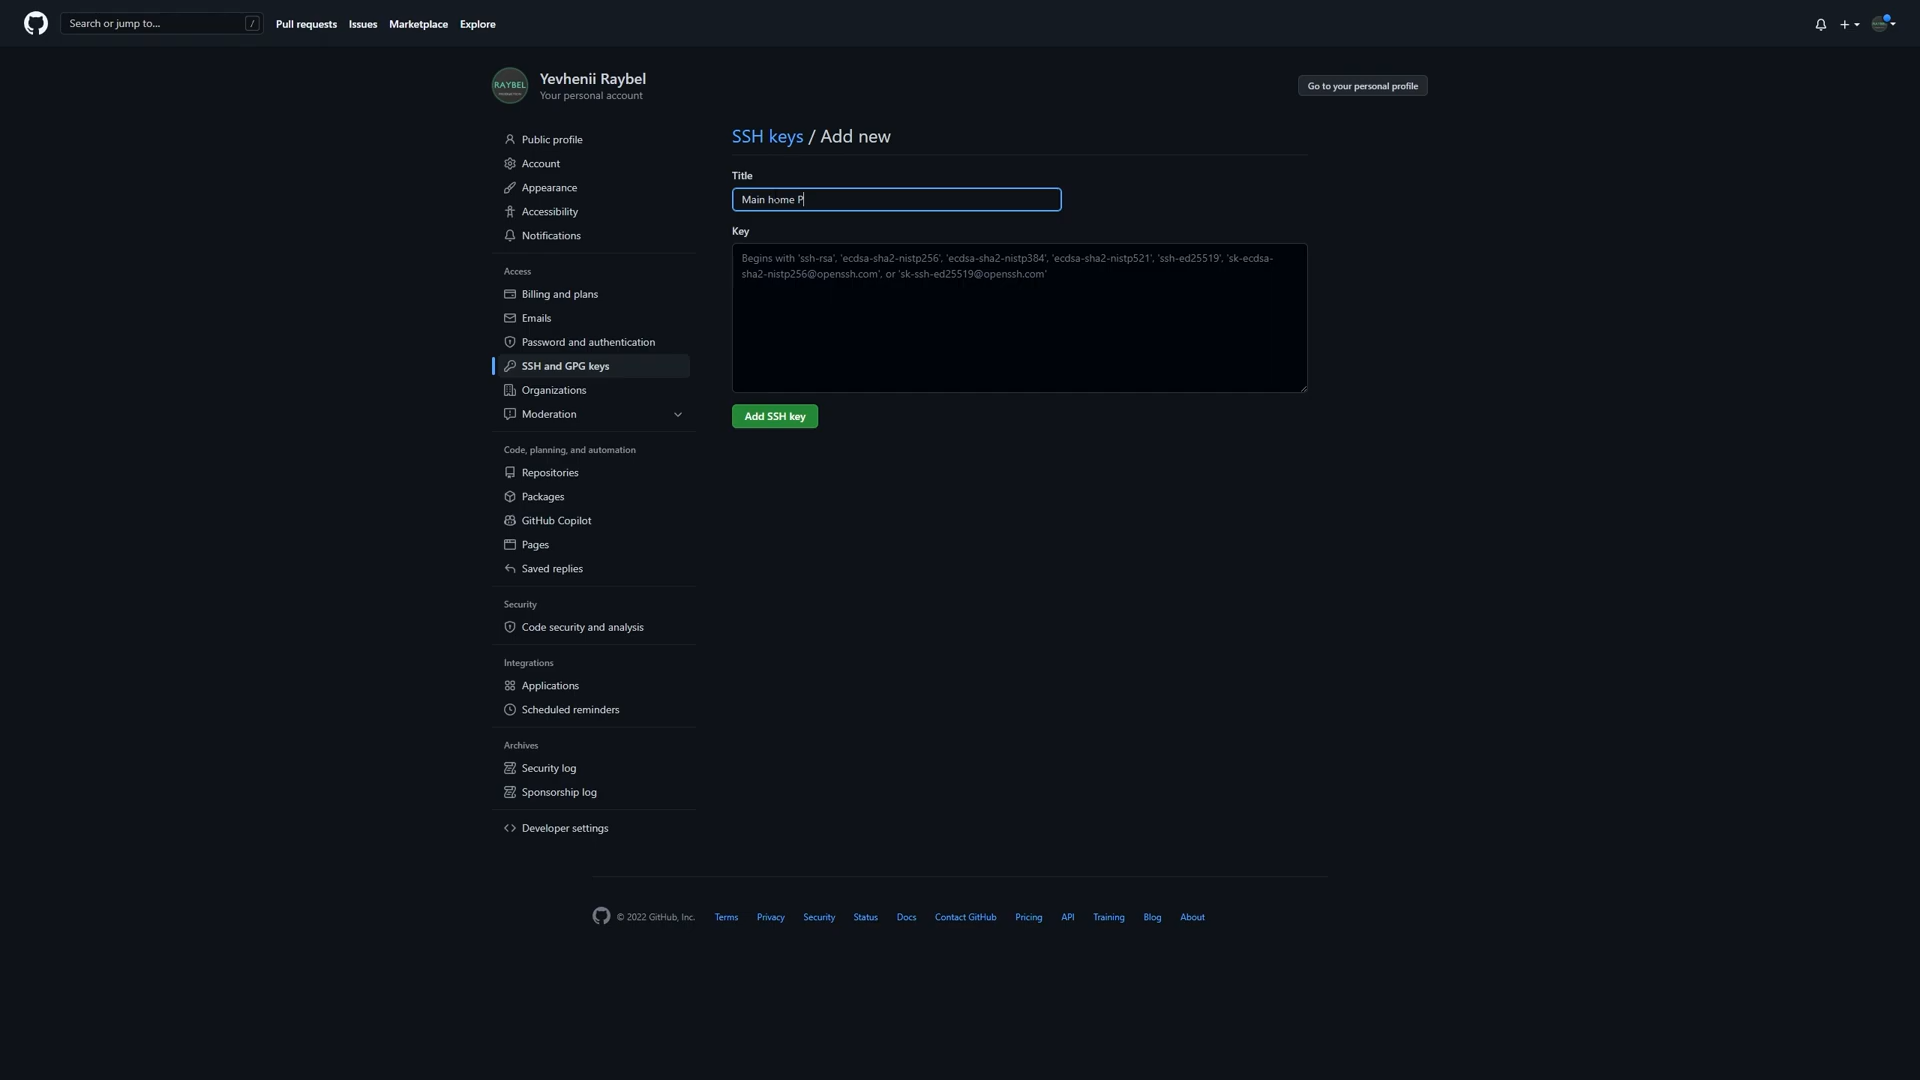 Search or jump to...
/
Pull requests
Issues
Marketplace
Explore
RAYBEL
Yevhenii Raybel
Your personal account
Go to your personal profile
Public profile
Account
Appearance
Accessibility
Notifications
Access
Billing and plans
Emails
Password and authentication
SSH and GPG keys
Organizations
Moderation
Code, planning, and automation
Repositories
Packages
GitHub Copilot
Pages
Saved replies
Security
Code security and analysis
Integrations
Applications
Scheduled reminders
Archives
Security log
Sponsorship log
Developer settings
SSH keys / Add new
Title
Main home P
Key
Begins with 'ssh-rsa', 'ecdsa-sha2-nistp256', 'ecdsa-sha2-nistp384', 'ecdsa-sha2-nistp521', 'ssh-ed25519', 'sk-ecdsa-
sha2-nistp256@openssh.com', or 'sk-ssh-ed25519@openssh.com'
Add SSH key
© 2022 GitHub, Inc.
Terms
Privacy
Security
Status
Docs
Contact GitHub
Pricing
API
Training
Blog
About